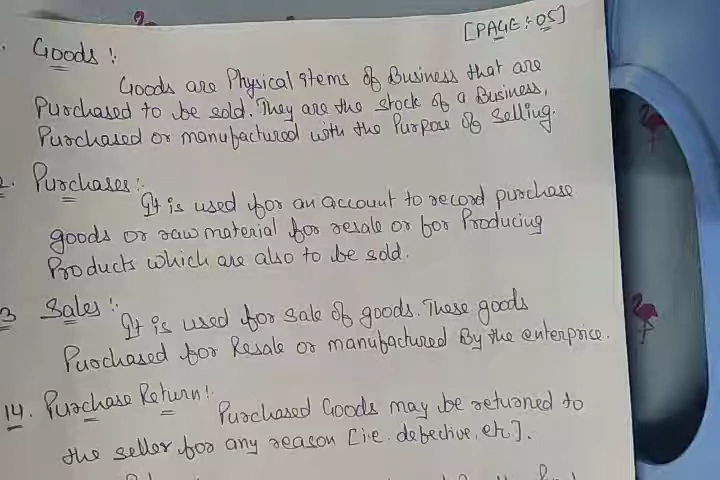 [PAGE: 05]
Goods :
Goods are Physical items of Business that are
Purchased to be sold. They are the stock of a Business,
Purchased or manufactured with the Purpose of Selling.
2. Purchases :
It is used for an account to record purchase
goods or raw material for resale or for Producing
Products which are also to be sold.
3 Sales :
It is used for sale of goods. These goods
Purchased for Resale or manufactured By the enterprice.
14. Purchase Return :
Purchased Goods may be returned to
the seller for any reason [i.e. defective, etc].